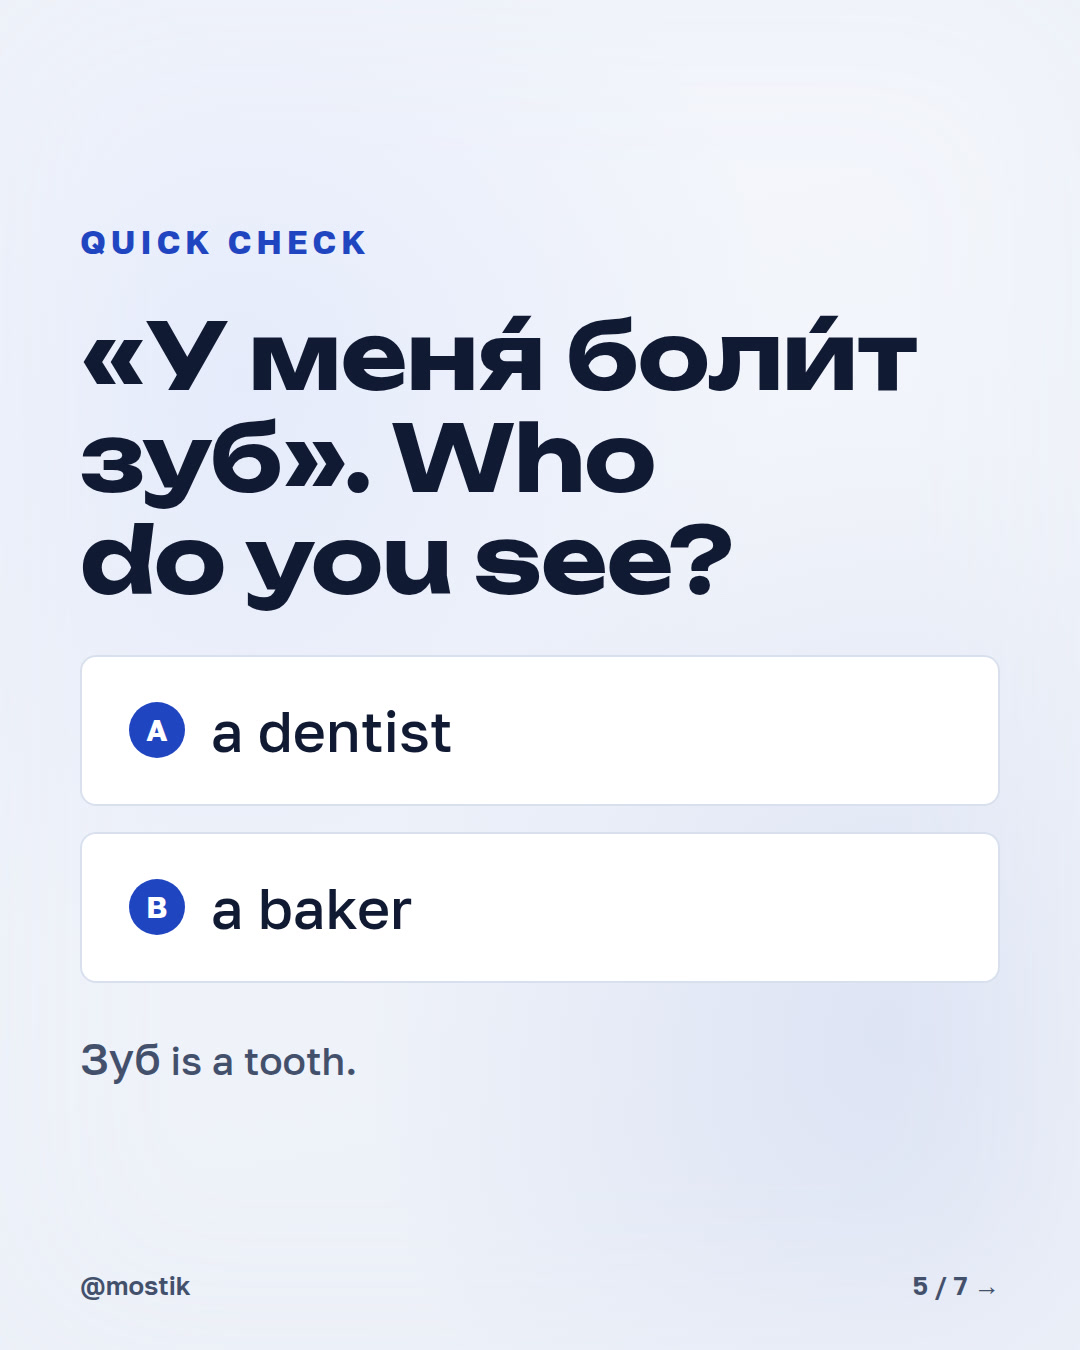 QUICK CHECK
«У меня́ боли́т
зуб». Who
do you see?
A a dentist
B a baker
Зуб is a tooth.
@mostik
5 / 7 →